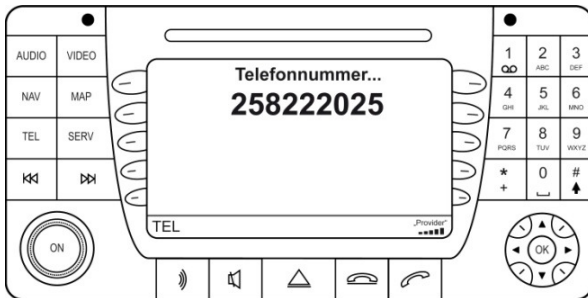 AUDIO VIDEO
NAV MAP
TEL SERV
ON
Telefonnummer...
258222025
TEL
„Provider"
1 2 ABC 3 DEF
4 GHI 5 JKL 6 MNO
7 PQRS 8 TUV 9 WXYZ
* + 0 #
OK